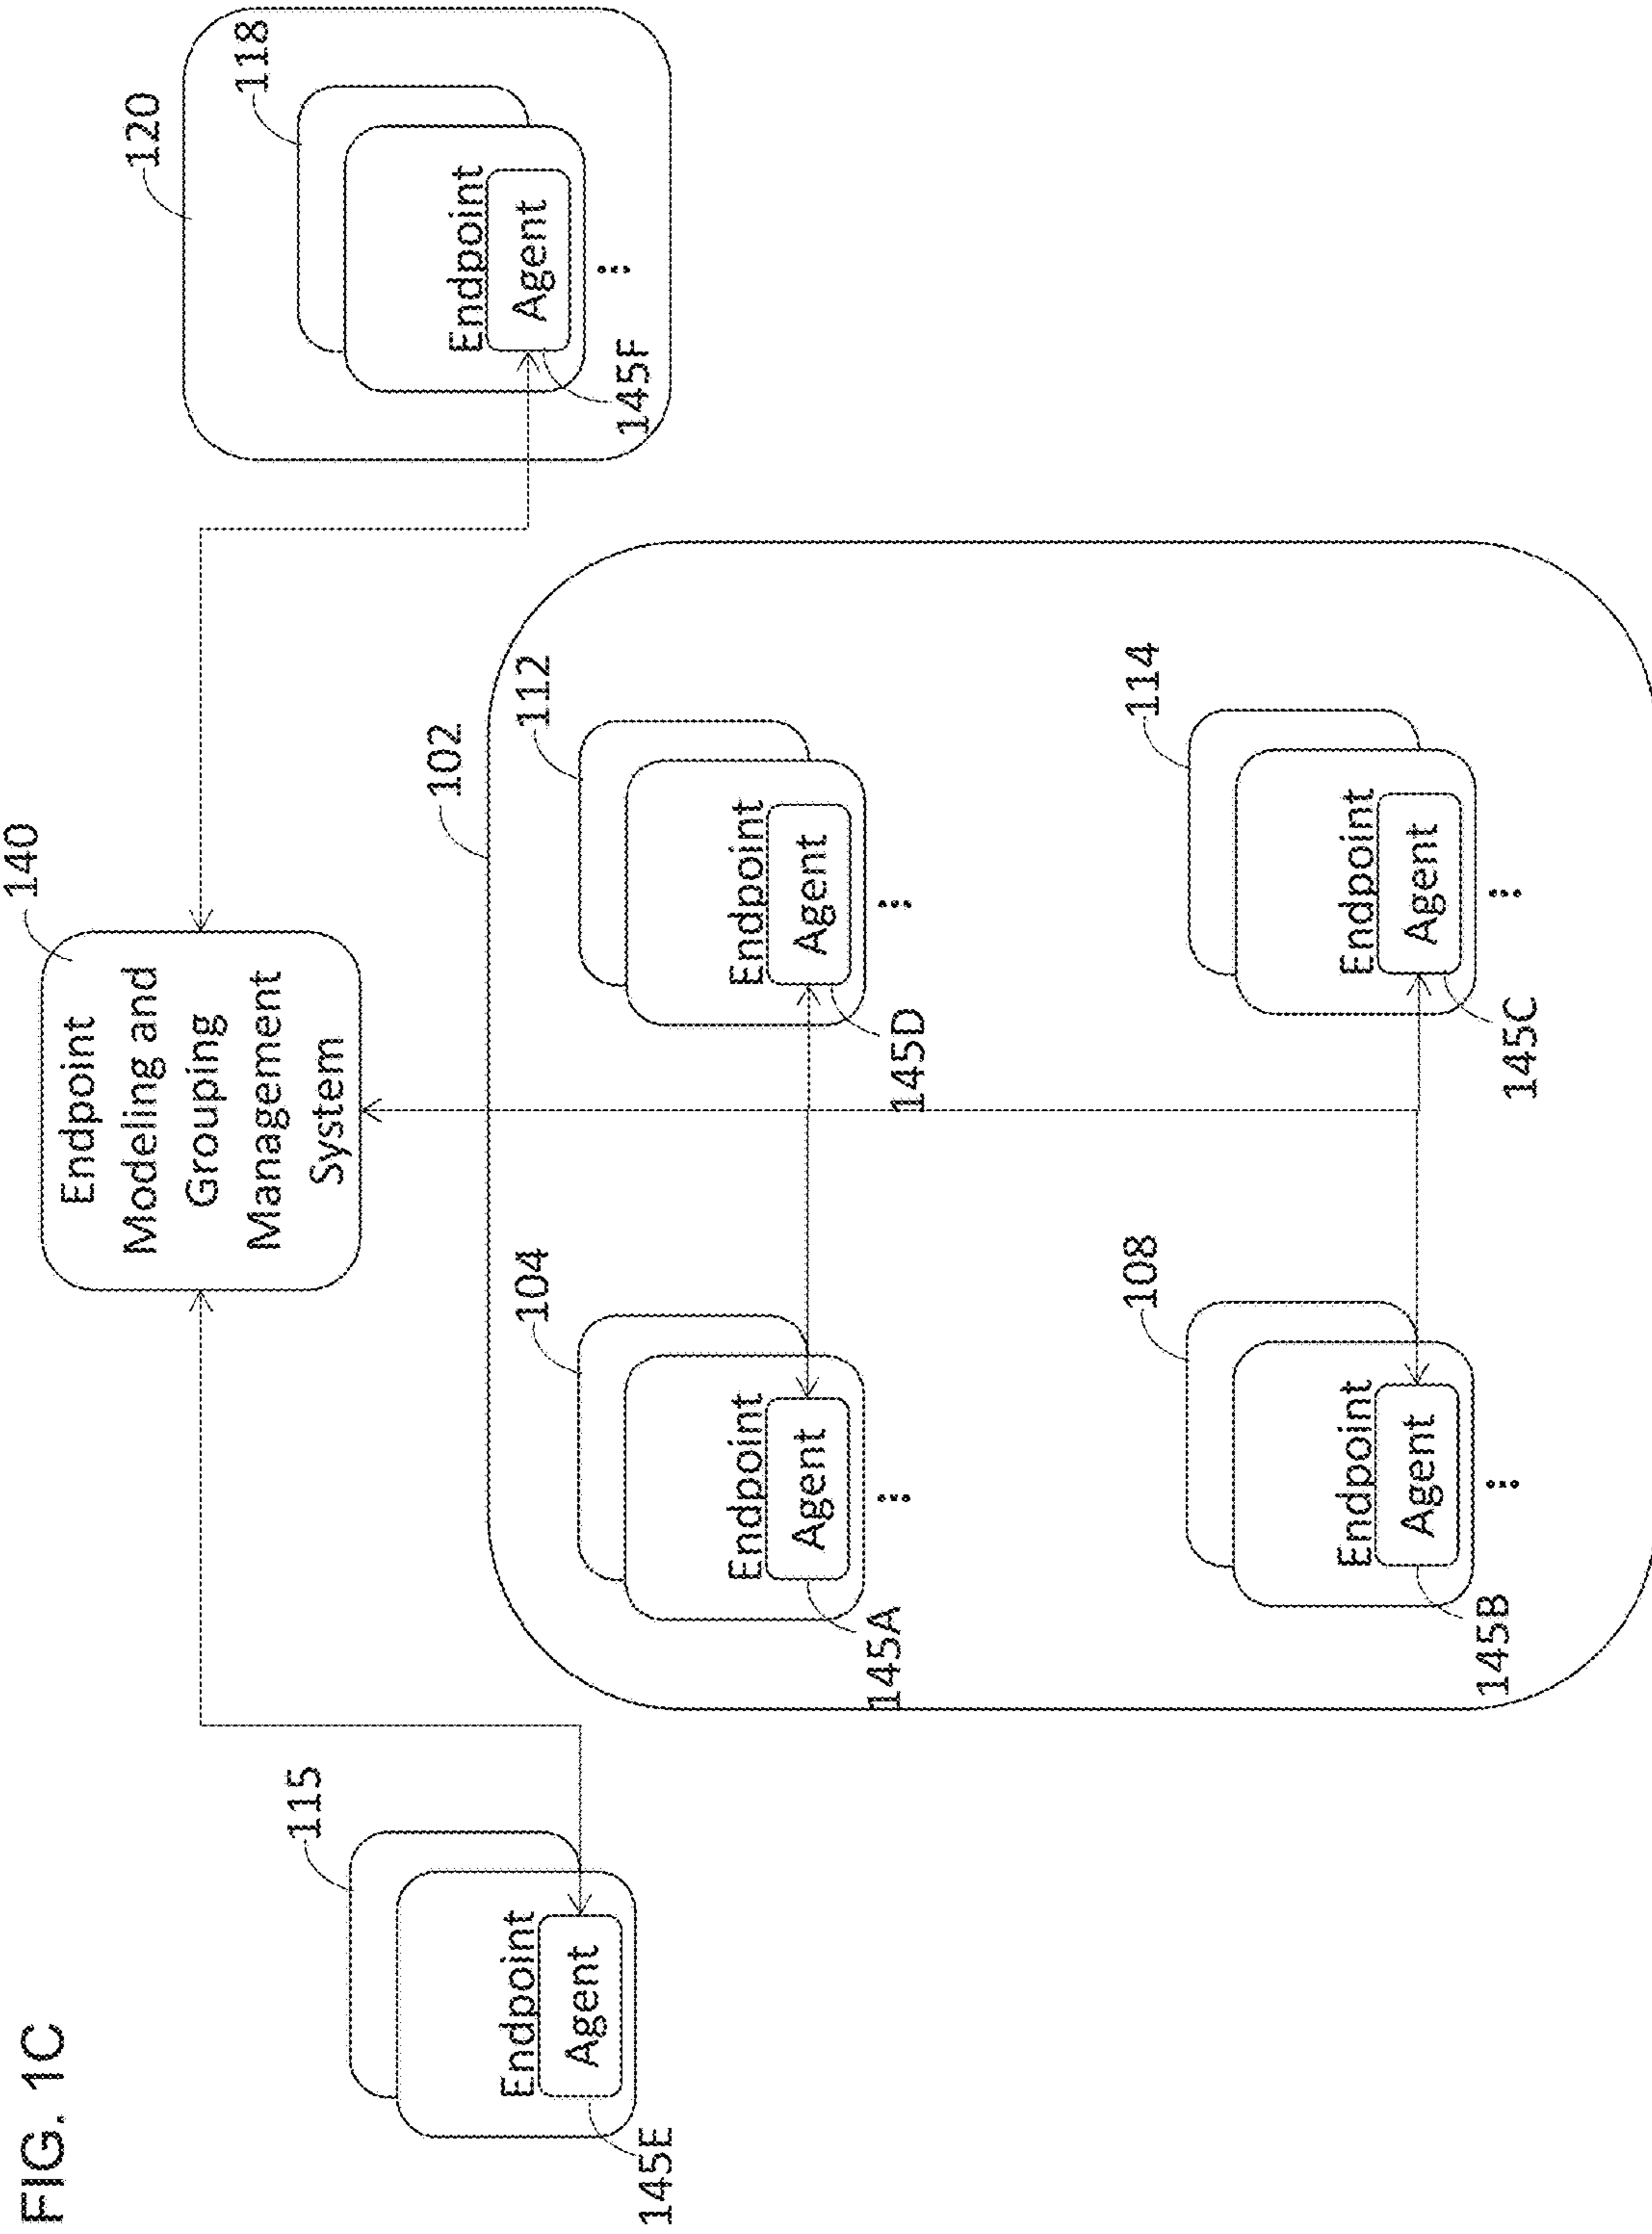 FIG. 1C
140
Endpoint
Modeling and
Grouping
Management
System
120
118
Endpoint
Agent
145F
115
Endpoint
Agent
145E
102
104
Endpoint
Agent
145A
112
Endpoint
Agent
145D
108
Endpoint
Agent
145B
114
Endpoint
Agent
145C